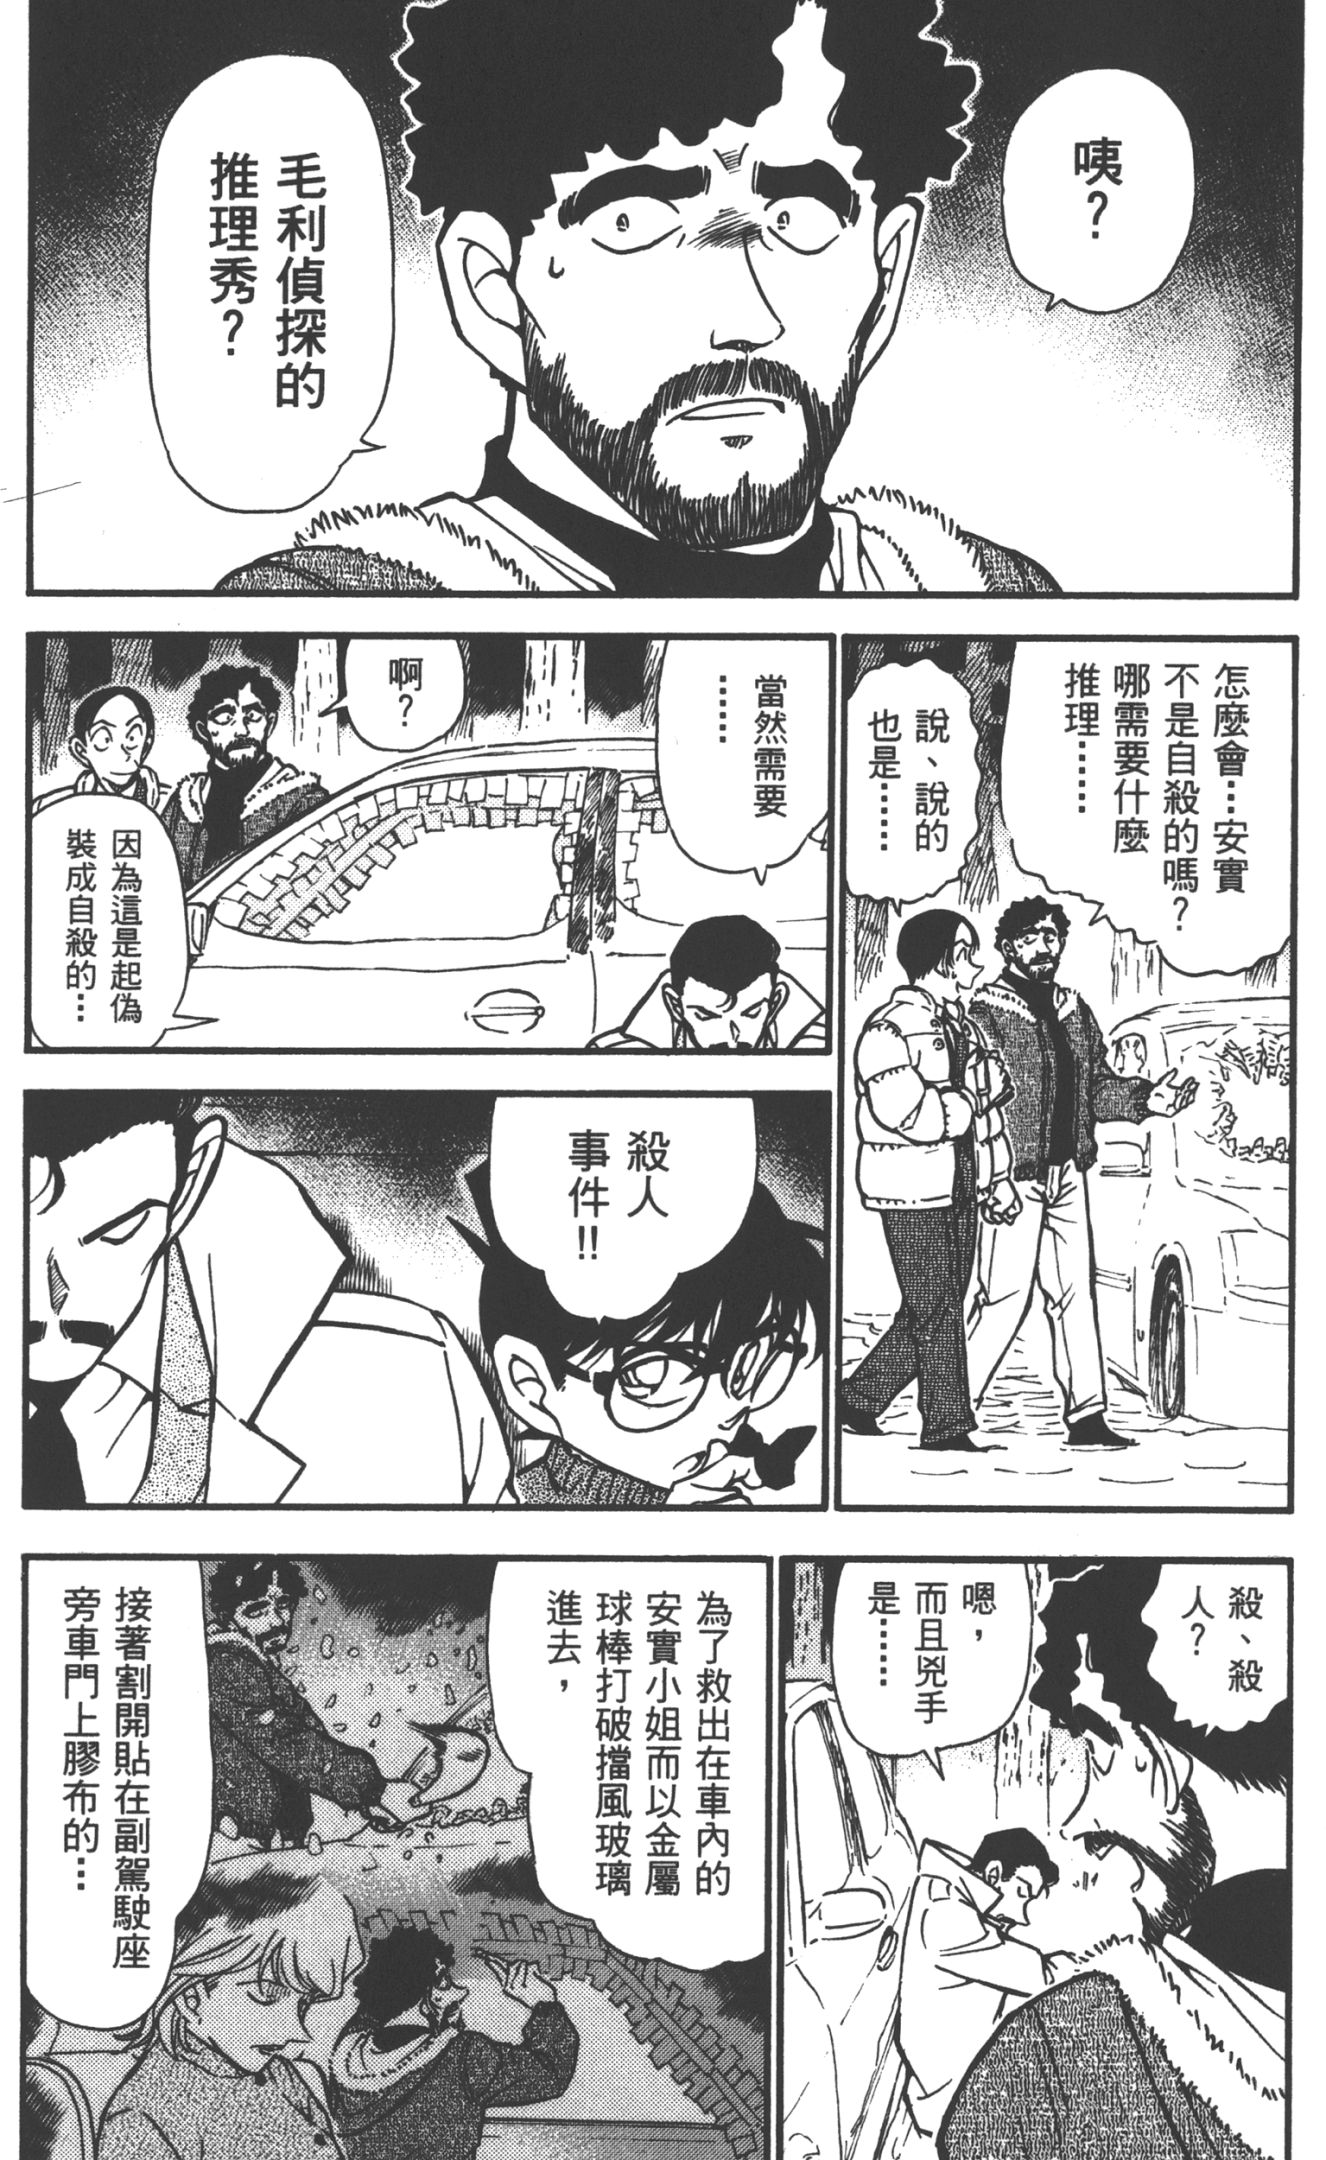 咦？
毛利偵探的
推理秀？
怎麼會…安實
不是自殺的嗎？
哪需要什麼
推理……
說、說的
也是……
當然需要
……
啊？
因為這是起偽
裝成自殺的…
殺人
事件!!
殺、殺
人？
嗯，
而且兇手
是……
為了救出在車內的
安實小姐而以金屬
球棒打破擋風玻璃
進去，
接著割開貼在副駕駛座
旁車門上膠布的…